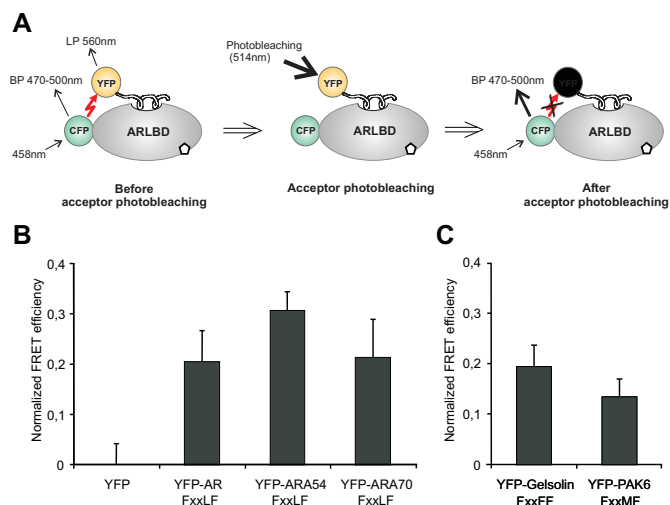 A
LP 560nm
BP 470-500nm
YFP
CFP
ARLBD
458nm
Before
acceptor photobleaching
Photobleaching
(514nm)
YFP
CFP
ARLBD
Acceptor photobleaching
BP 470-500nm
YFP
CFP
ARLBD
458nm
After
acceptor photobleaching
B
Normalized FRET efficiency
0,4
0,3
0,2
0,1
0
YFP
YFP-AR
FxxLF
YFP-ARA54
FxxLF
YFP-ARA70
FxxLF
C
Normalized FRET efficiency
0,4
0,3
0,2
0,1
0
YFP-Gelsolin
FxxFF
YFP-PAK6
FxxMF